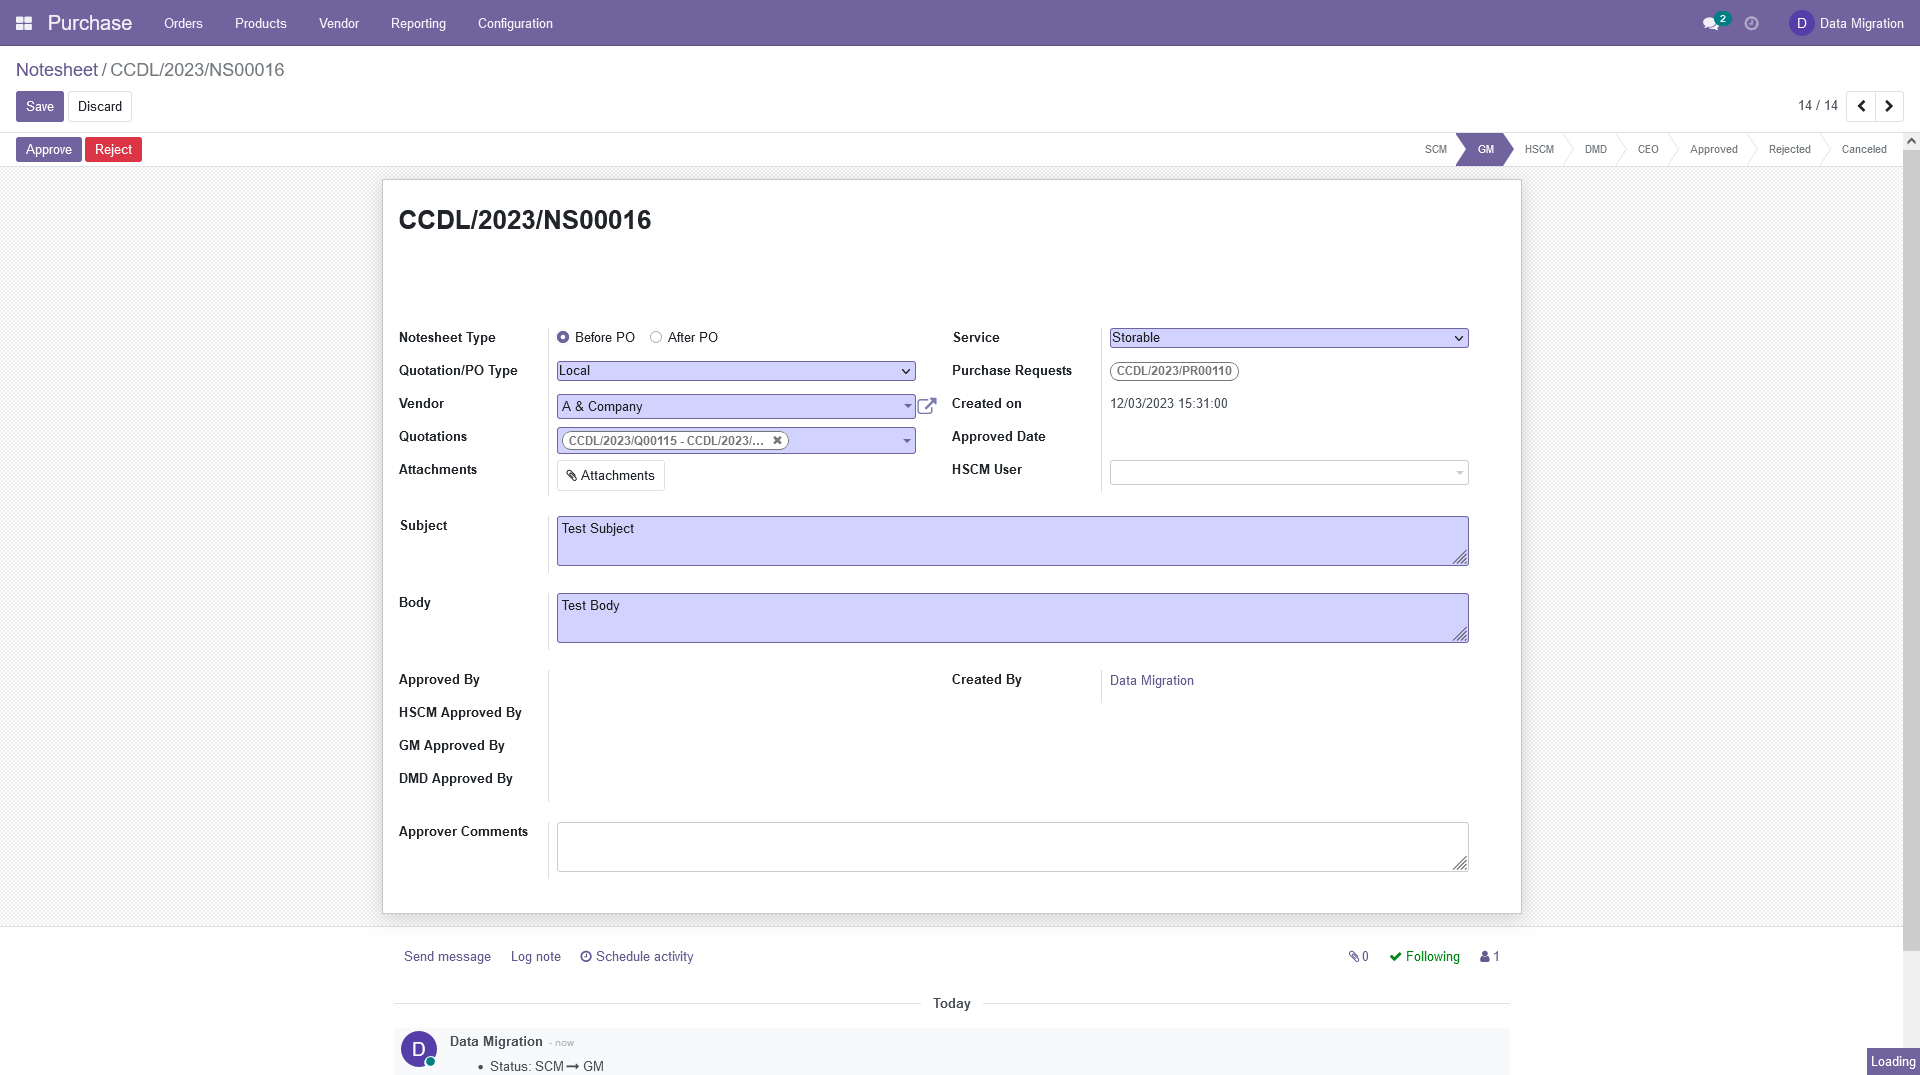 Purchase Orders Products Vendor Reporting Configuration 2 D Data Migration
Notesheet / CCDL/2023/NS00016
Save Discard 14 / 14
Approve Reject SCM GM HSCM DMD CEO Approved Rejected Canceled
CCDL/2023/NS00016
Notesheet Type Before PO After PO Service Storable
Quotation/PO Type Local Purchase Requests CCDL/2023/PR00110
Vendor A & Company Created on 12/03/2023 15:31:00
Quotations CCDL/2023/Q00115 - CCDL/2023/... Approved Date
Attachments Attachments HSCM User
Subject Test Subject
Body Test Body
Approved By Created By Data Migration
HSCM Approved By
GM Approved By
DMD Approved By
Approver Comments
Send message Log note Schedule activity 0 Following 1
Today
D Data Migration - now
• Status: SCM → GM
Loading